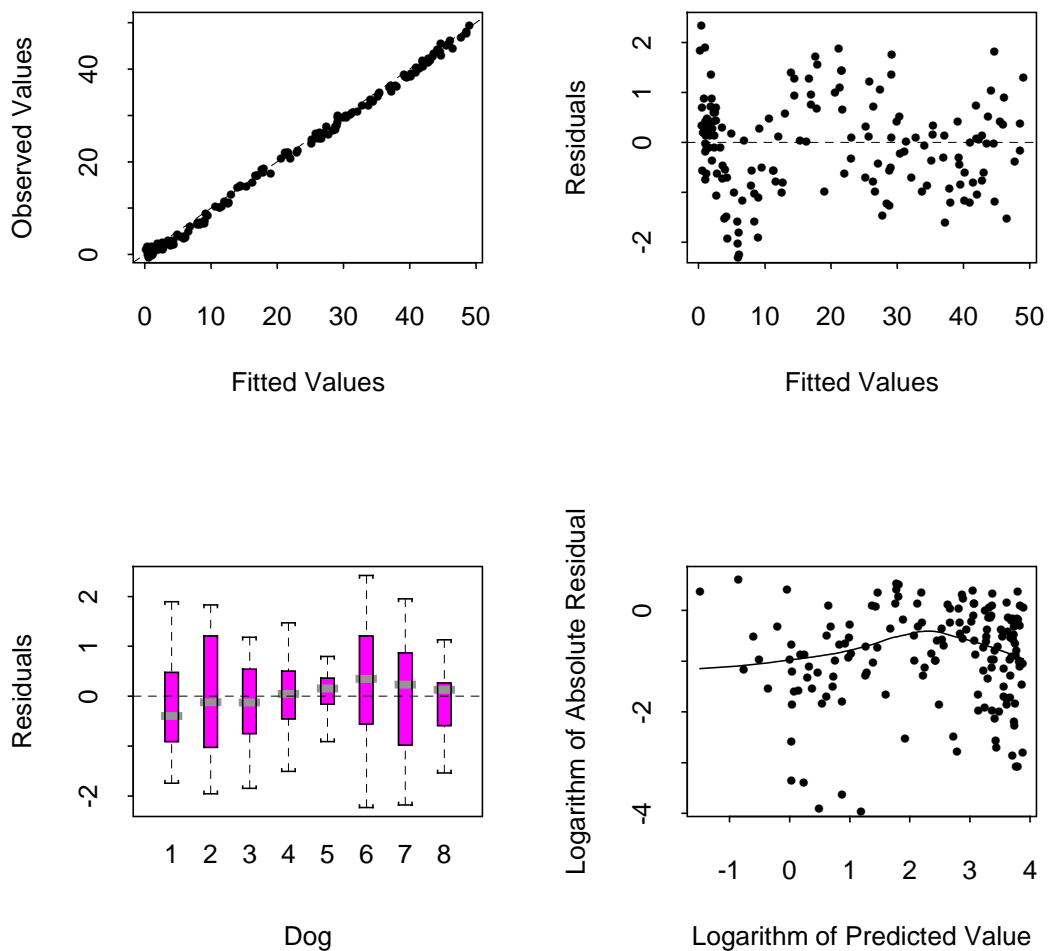 Observed Values
40
20
0
0 10 20 30 40 50
Fitted Values
Residuals
2
1
0
-2
0 10 20 30 40 50
Fitted Values
Residuals
2
1
0
-2
1 2 3 4 5 6 7 8
Dog
Logarithm of Absolute Residual
0
-2
-4
-1 0 1 2 3 4
Logarithm of Predicted Value